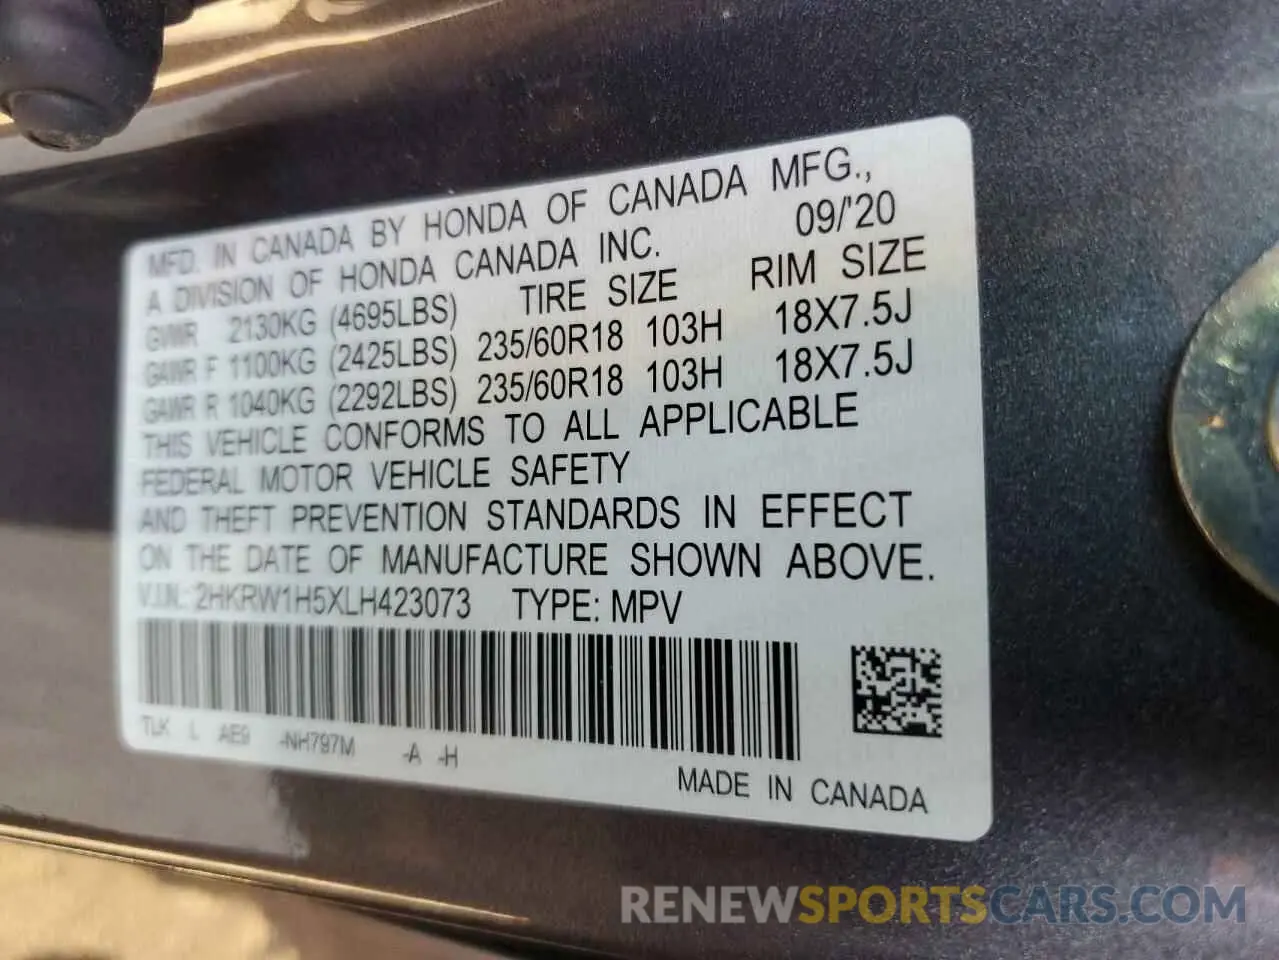 MFD. IN CANADA BY HONDA OF CANADA MFG.,
A DIVISION OF HONDA CANADA INC. 09/'20
GVWR 2130KG (4695LBS) TIRE SIZE RIM SIZE
GAWR F 1100KG (2425LBS) 235/60R18 103H 18X7.5J
GAWR R 1040KG (2292LBS) 235/60R18 103H 18X7.5J
THIS VEHICLE CONFORMS TO ALL APPLICABLE
FEDERAL MOTOR VEHICLE SAFETY
AND THEFT PREVENTION STANDARDS IN EFFECT
ON THE DATE OF MANUFACTURE SHOWN ABOVE.
V.I.N.: 2HKRW1H5XLH423073 TYPE: MPV
TLK L AE9 -NH797M -A -H
MADE IN CANADA
RENEWSPORTSCARS.COM